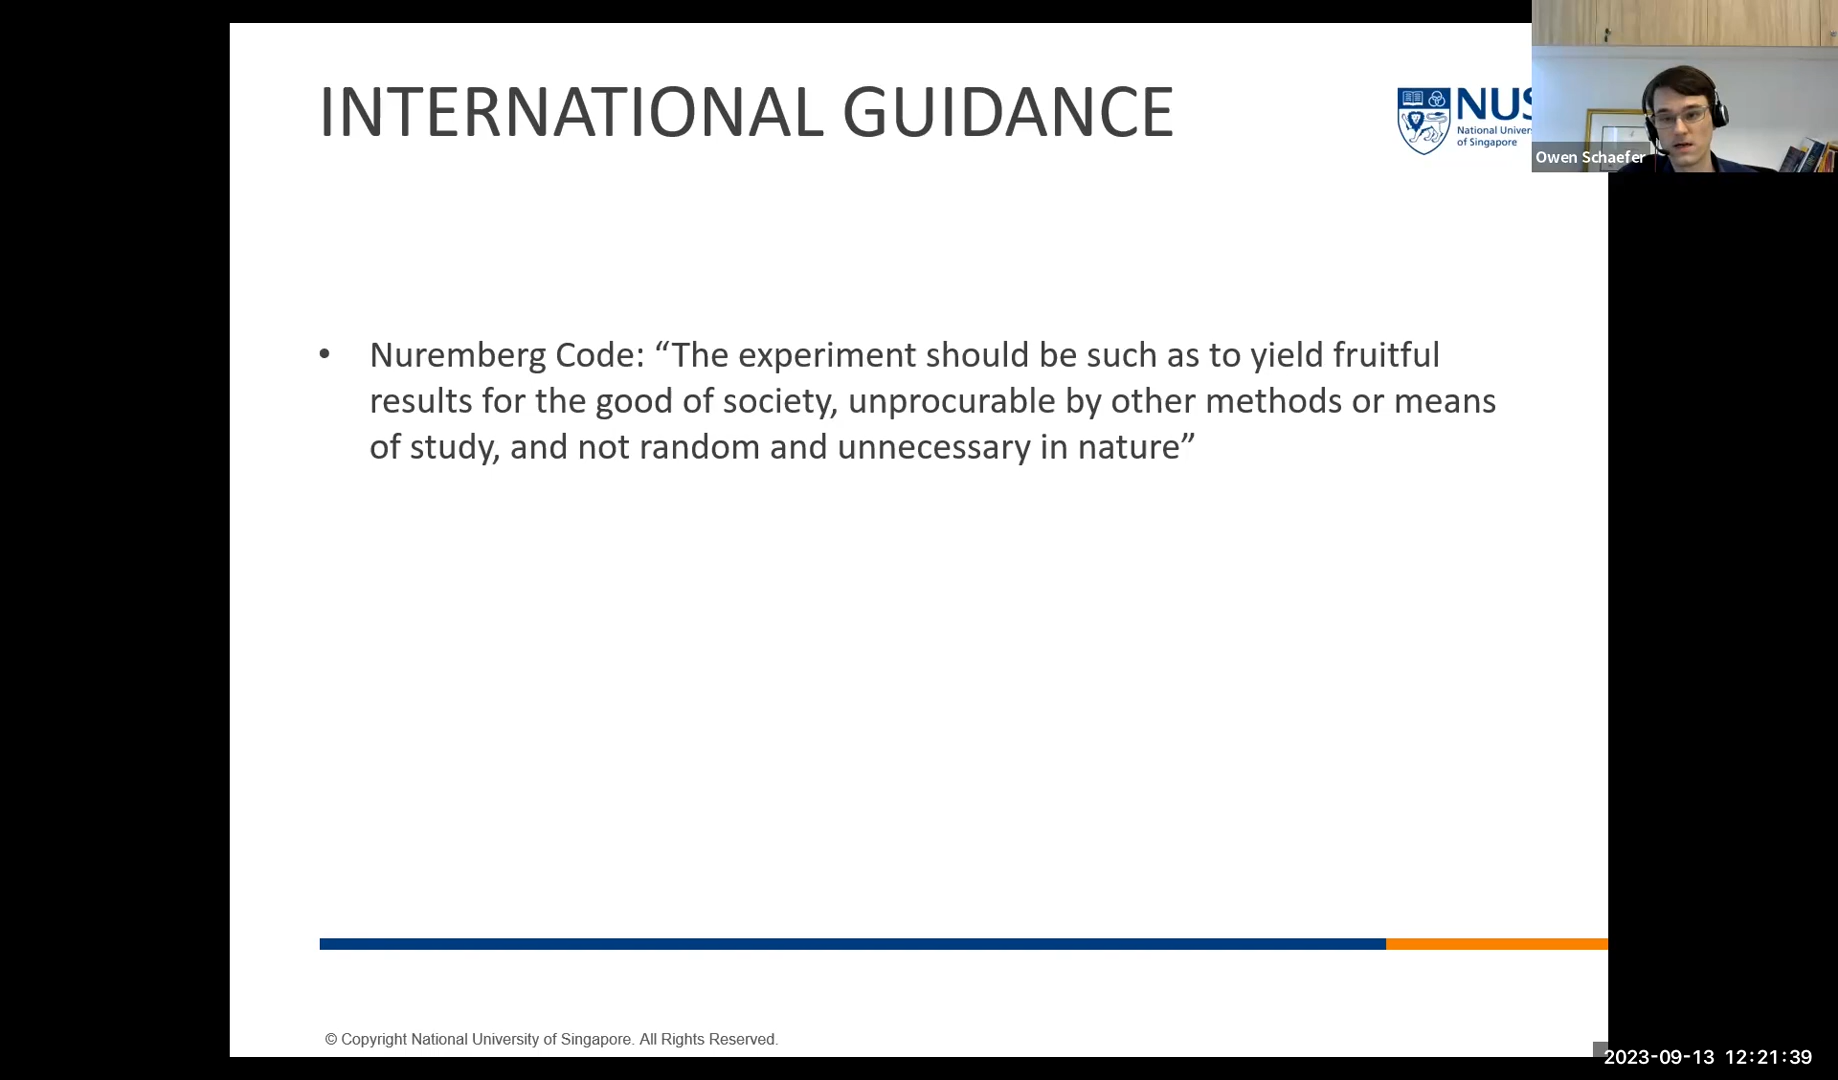 INTERNATIONAL GUIDANCE
NUS
National Univer
of Singapore
Owen Schaefer
• Nuremberg Code: “The experiment should be such as to yield fruitful
results for the good of society, unprocurable by other methods or means
of study, and not random and unnecessary in nature”
© Copyright National University of Singapore. All Rights Reserved.
2023-09-13 12:21:39